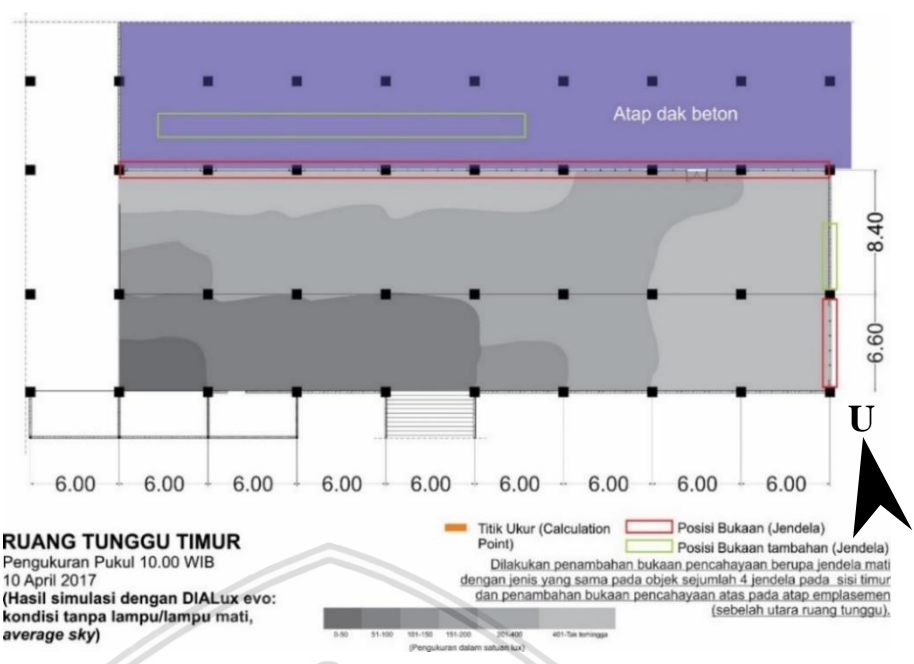 Atap dak beton
8.40
6.60
U
6.00 6.00 6.00 6.00 6.00 6.00 6.00 6.00 6.00
RUANG TUNGGU TIMUR
Pengukuran Pukul 10.00 WIB
10 April 2017
(Hasil simulasi dengan DIALux evo:
kondisi tanpa lampu/lampu mati,
average sky)
Titik Ukur (Calculation
Point)
Posisi Bukaan (Jendela)
Posisi Bukaan tambahan (Jendela)
Dilakukan penambahan bukaan pencahayaan berupa jendela mati
dengan jenis yang sama pada objek sejumlah 4 jendela pada sisi timur
dan penambahan bukaan pencahayaan atas pada atap emplasemen
(sebelah utara ruang tunggu).
0-50 51-100 101-150 151-200 201-400 401-Tak terhingga
(Pengukuran dalam satuan lux)